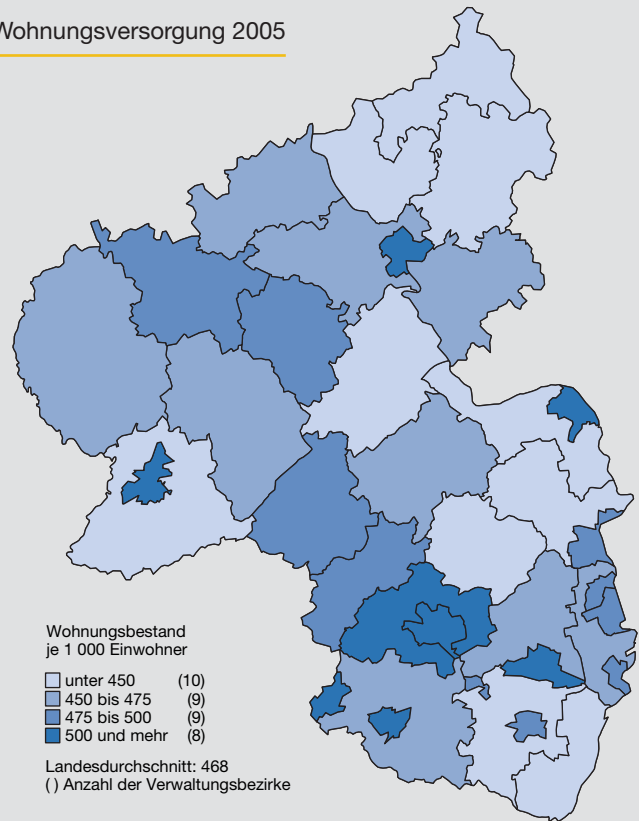 Wohnungsversorgung 2005
Wohnungsbestand
je 1 000 Einwohner
unter 450 (10)
450 bis 475 (9)
475 bis 500 (9)
500 und mehr (8)
Landesdurchschnitt: 468
( ) Anzahl der Verwaltungsbezirke